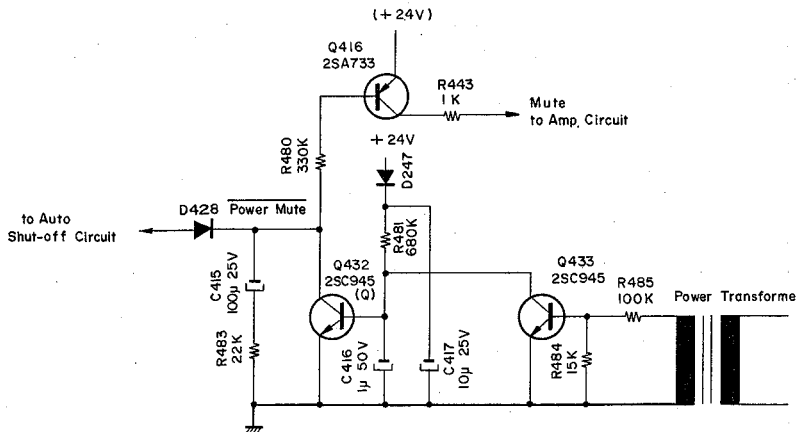 (+24V)
Q416
2SA733
R443
1K
Mute
to Amp. Circuit
+24V
R480
330K
D247
D428
Power Mute
to Auto
Shut-off Circuit
R481
680K
Q432
2SC945
(Q)
Q433
2SC945
R485
100K
Power Transforme
C415
100μ 25V
R483
22K
C416
1μ 50V
C417
10μ 25V
R484
15K